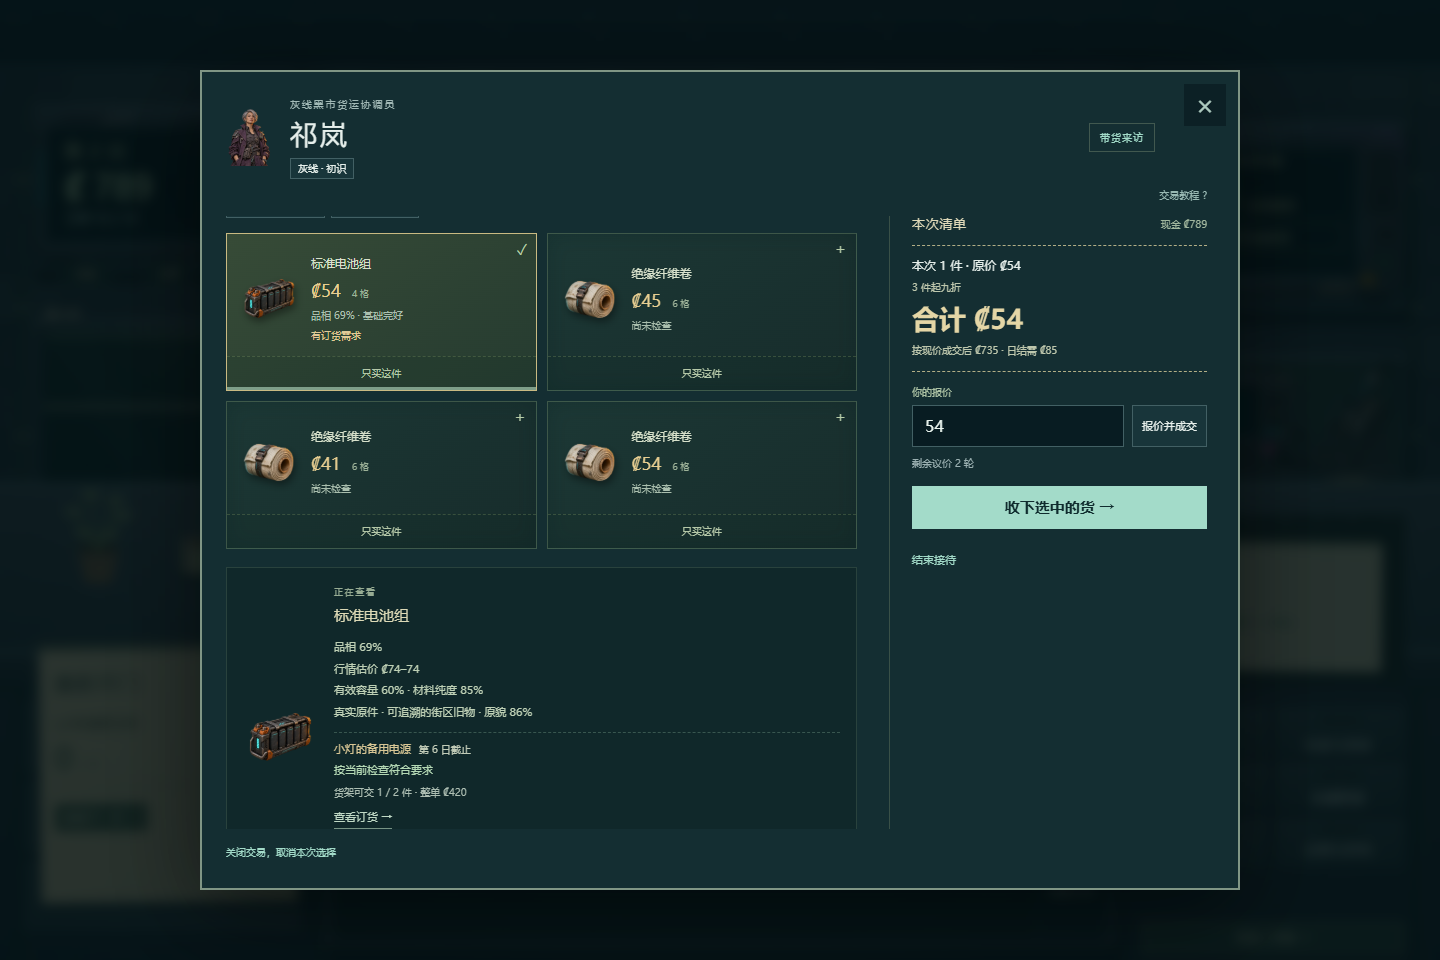 灰线黑市货运协调员
祁岚
灰线 · 初识
带货来访
×
交易教程 ?
标准电池组
₡54 4 格
品相 69% · 基础完好
有订货需求
只买这件
绝缘纤维卷
₡45 6 格
尚未检查
只买这件
绝缘纤维卷
₡41 6 格
尚未检查
只买这件
绝缘纤维卷
₡54 6 格
尚未检查
只买这件
正在查看
标准电池组
品相 69%
行情估价 ₡74–74
有效容量 60% · 材料纯度 85%
真实原件 · 可追溯的街区旧物 · 原貌 86%
小灯的备用电源 第 6 日截止
按当前检查符合要求
货架可交 1 / 2 件 · 整单 ₡420
查看订货 →
关闭交易，取消本次选择
本次清单 现金 ₡789
本次 1 件 · 原价 ₡54
3 件起九折
合计 ₡54
按现价成交后 ₡735 · 日结需 ₡85
你的报价
54 报价并成交
剩余议价 2 轮
收下选中的货 →
结束接待